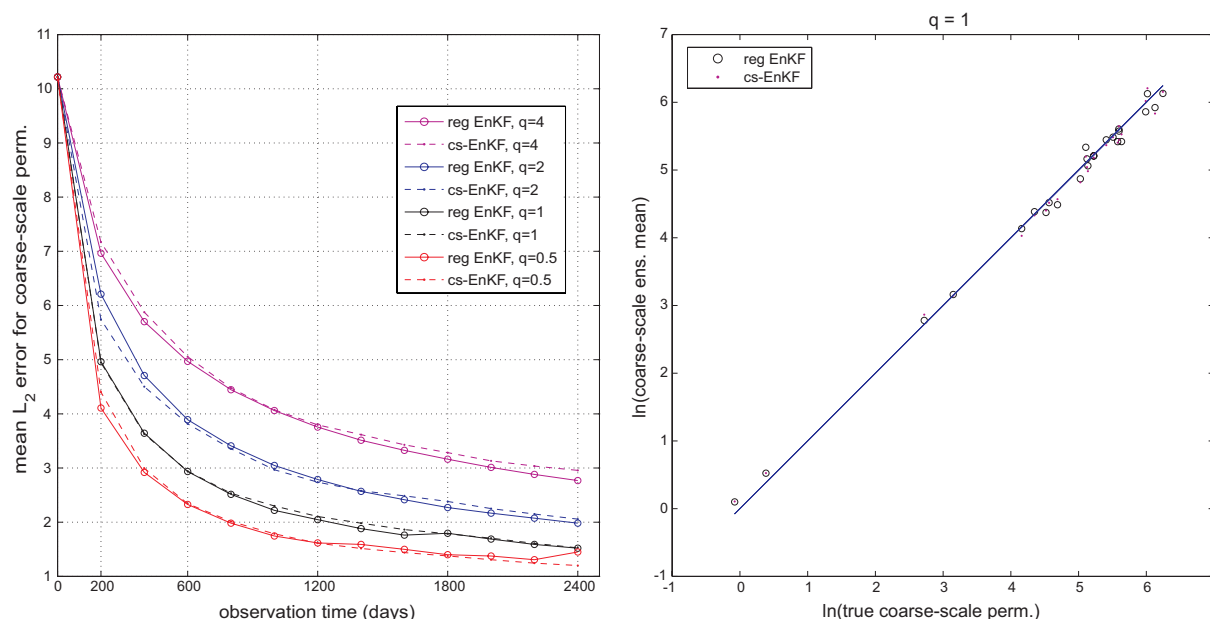 11
10
9
8
7
6
5
4
3
2
1
0
200
600
1200
1800
2400
mean L2 error for coarse-scale perm.
observation time (days)
reg EnKF, q=4
cs-EnKF, q=4
reg EnKF, q=2
cs-EnKF, q=2
reg EnKF, q=1
cs-EnKF, q=1
reg EnKF, q=0.5
cs-EnKF, q=0.5
q = 1
7
6
5
4
3
2
1
0
-1
-1
0
1
2
3
4
5
6
7
ln(coarse-scale ens. mean)
ln(true coarse-scale perm.)
reg EnKF
cs-EnKF